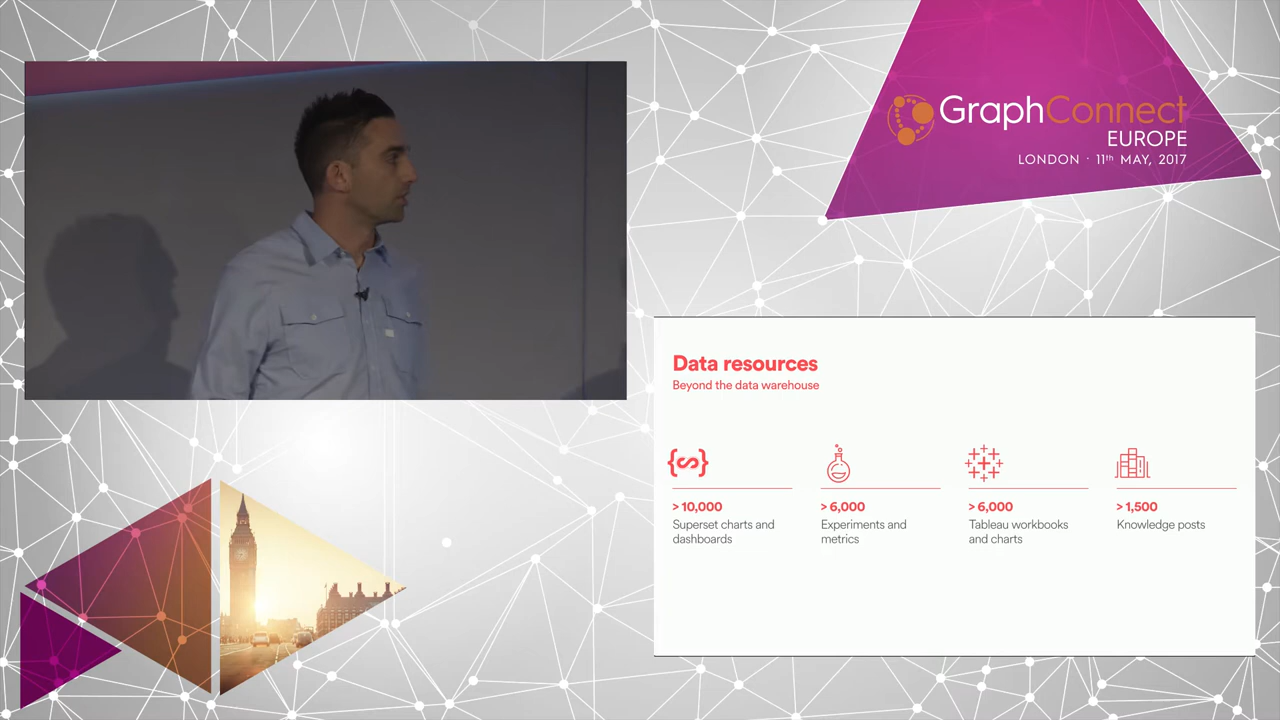 GraphConnect
EUROPE
LONDON · 11th MAY, 2017
Data resources
Beyond the data warehouse
> 10,000
Superset charts and
dashboards
> 6,000
Experiments and
metrics
> 6,000
Tableau workbooks
and charts
> 1,500
Knowledge posts